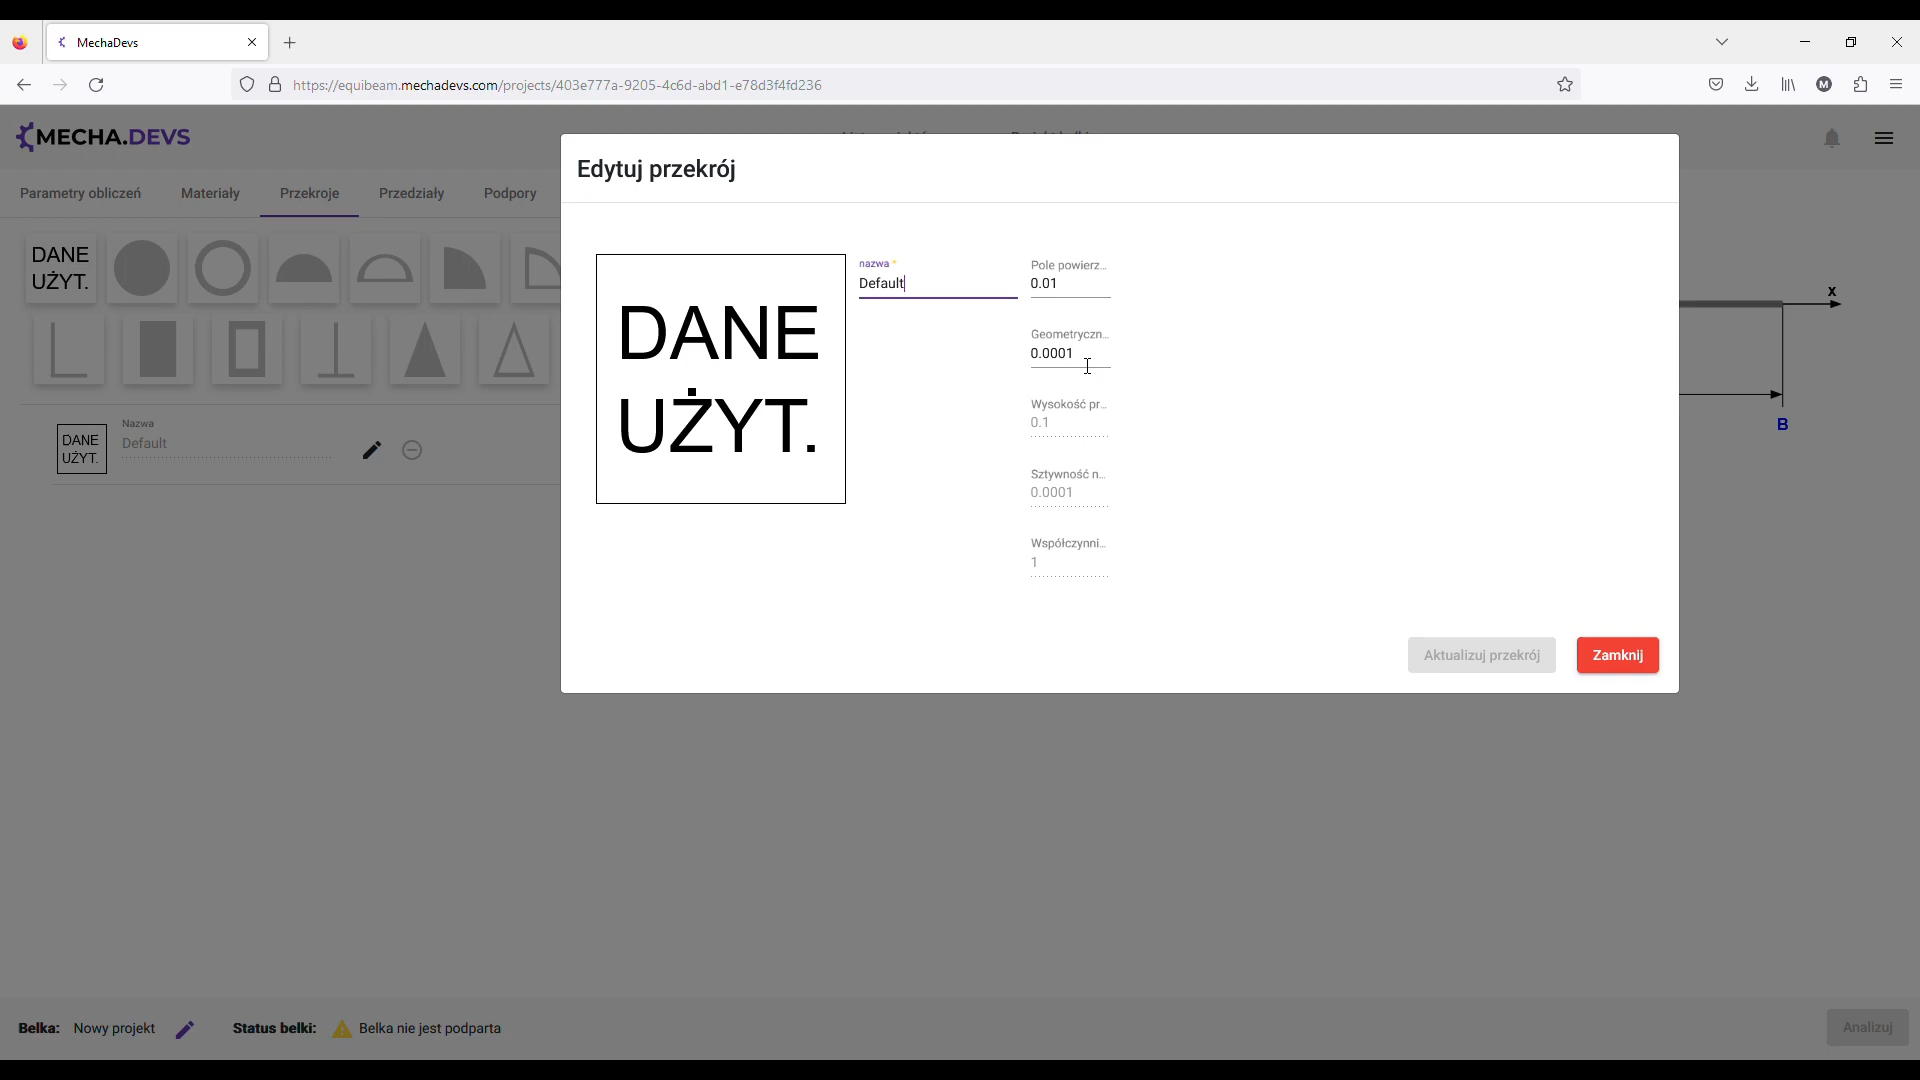 MechaDevs
https://equibeam.mechadevs.com/projects/403e777a-9205-4c6d-abd1-e78d3f4fd236
M
MECHA.DEVS
Edytuj przekrój
Parametry obliczeń
Materiały
Przekroje
Przedziały
Podpory
DANE
UŻYT.
DANE
UŻYT.
nazwa *
Default
Pole powierz...
0.01
Geometryczn...
0.0001
Wysokość pr...
0.1
Sztywność n...
0.0001
Współczynni...
1
x
B
Nazwa
Default
DANE
UŻYT.
Aktualizuj przekrój
Zamknij
Belka: Nowy projekt
Status belki: Belka nie jest podparta
Analizuj